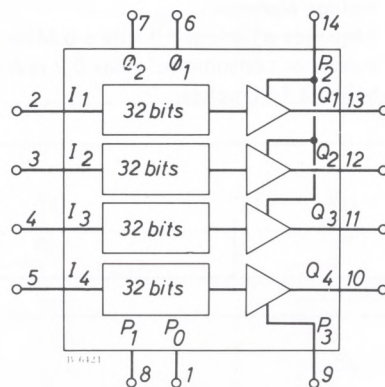 7 6 14
Ø₂ Ø₁ P₂
2 I₁ 32 bits Q₁ 13
3 I₂ 32 bits Q₂ 12
4 I₃ 32 bits Q₃ 11
5 I₄ 32 bits Q₄ 10
P₁ P₀ P₃
B 6421
8 1 9